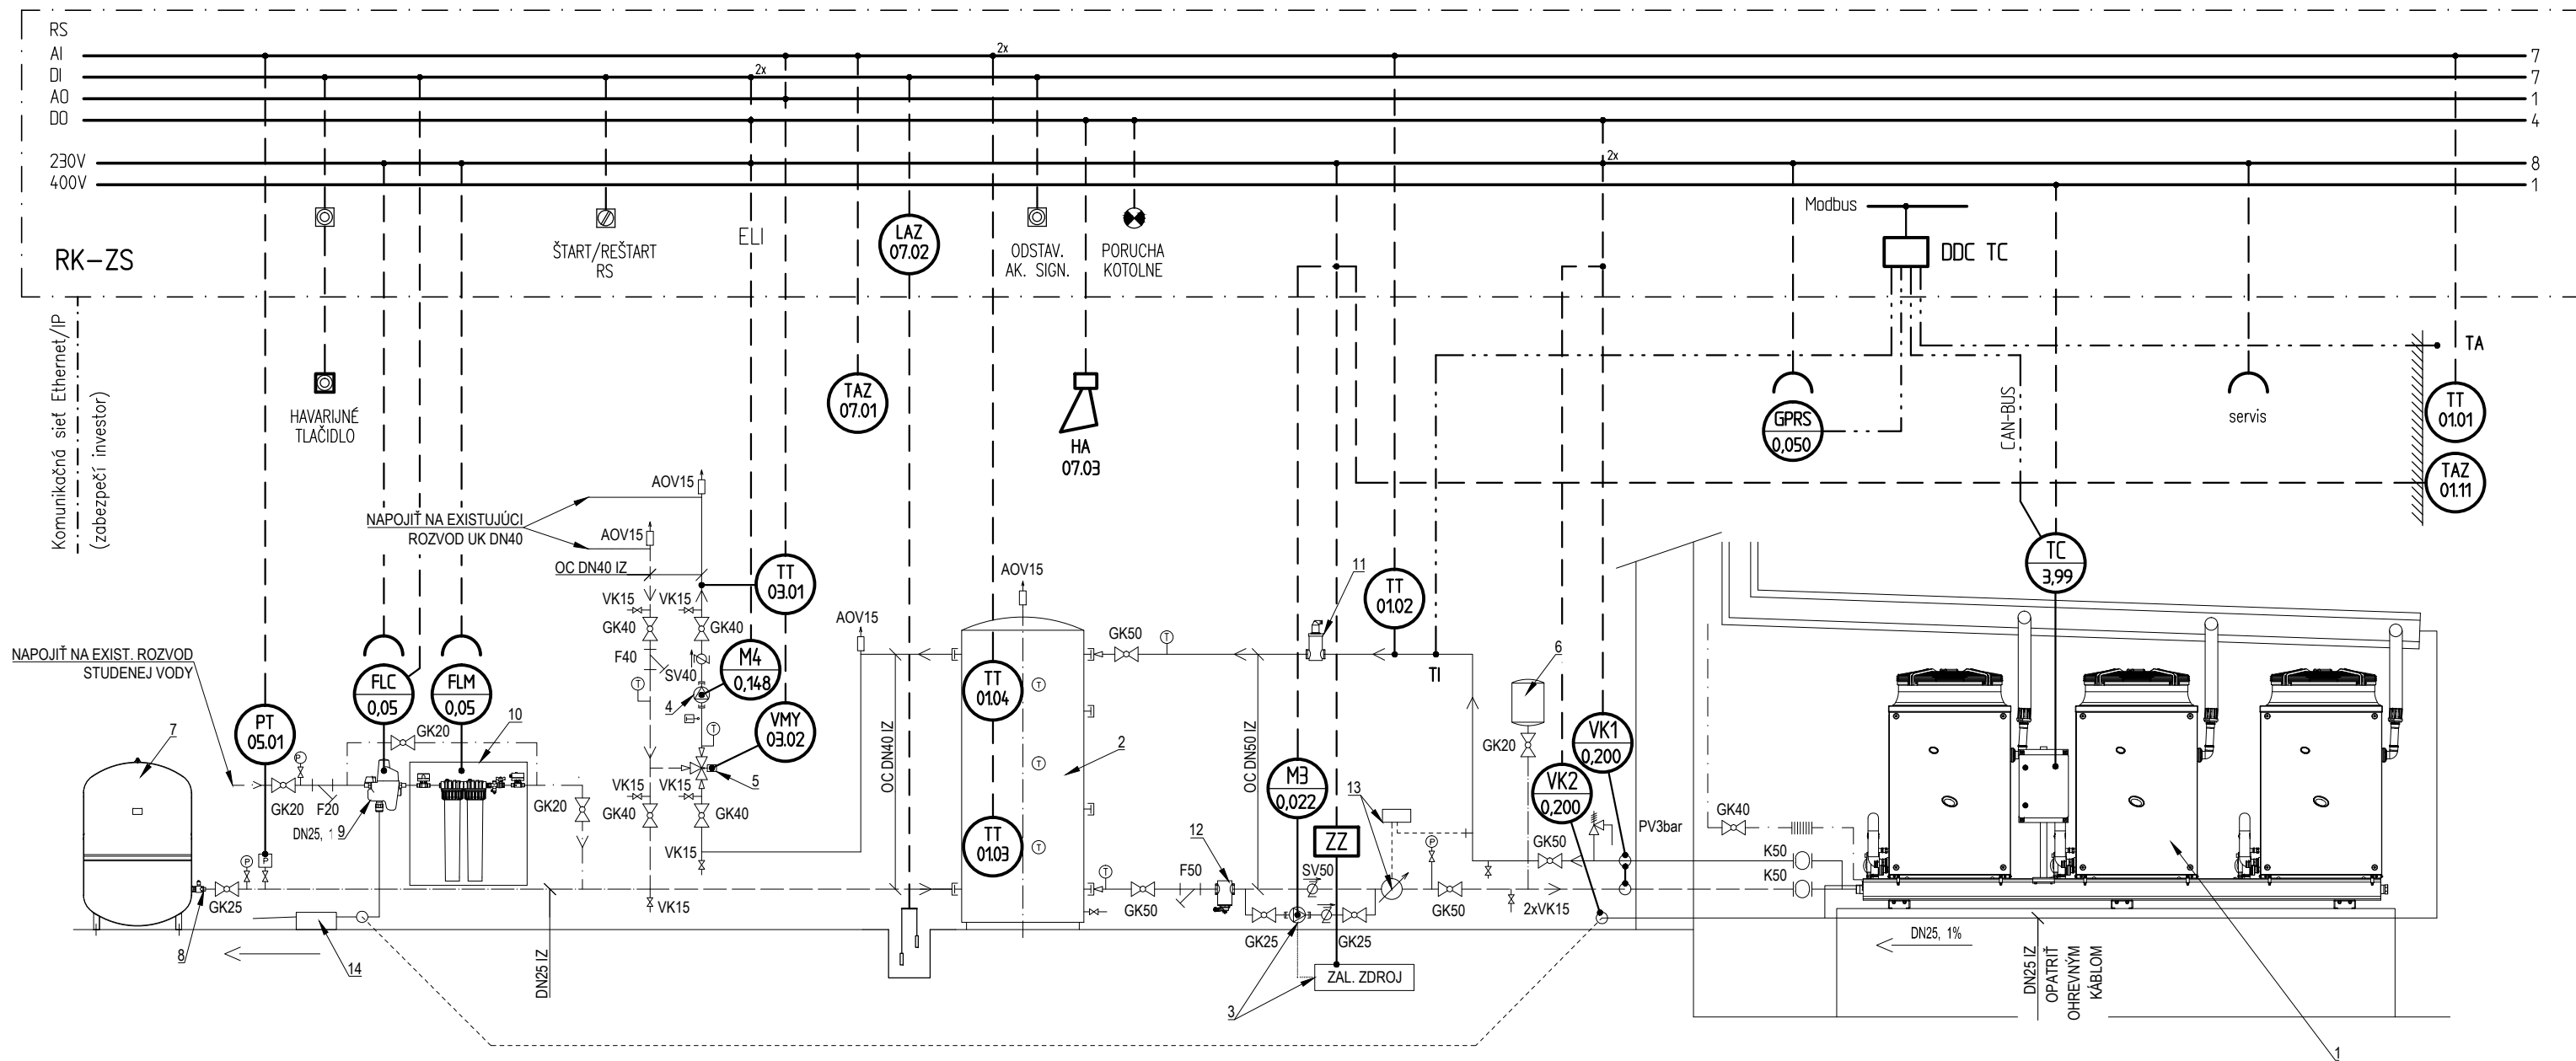 RS
AI
DI
AO
DO
230V
400V
2x
2x
2x
7
7
1
4
8
1
RK-ZS
ŠTART/REŠTART
RS
ELI
LAZ
07.02
ODSTAV.
AK. SIGN.
PORUCHA
KOTOLNE
Modbus
DDC TC
Komunikačná sieť Ethernet/IP
(zabezpečí investor)
HAVARIJNÉ
TLAČIDLO
TAZ
07.01
HA
07.03
GPRS
0,050
CAN-BUS
servis
TA
TT
01.01
TAZ
01.11
NAPOJIŤ NA EXISTUJÚCI
ROZVOD UK DN40
AOV15
AOV15
OC DN40 IZ
VK15
VK15
GK40
GK40
F40
SV40
4
TT
03.01
M4
0,148
VMY
03.02
5
VK15
VK15
GK40
GK40
VK15
VK15
AOV15
AOV15
OC DN40 IZ
NAPOJIŤ NA EXIST. ROZVOD
STUDENEJ VODY
7
PT
05.01
FLC
0,05
FLM
0,05
10
GK20
GK20
F20
DN25, 1
9
GK20
GK25
8
14
DN25 IZ
TT
01.04
TT
01.03
2
GK50
GK50
F50
12
OC DN50 IZ
11
TT
01.02
TI
M3
0,022
ZZ
SV50
GK25
GK25
3
ZAL. ZDROJ
13
GK50
6
GK20
VK2
0,200
VK1
0,200
GK50
2xVK15
PV3bar
K50
K50
GK40
TC
3,99
DN25, 1%
DN25 IZ
OPATRIŤ
OHREVNÝM
KÁBLOM
1